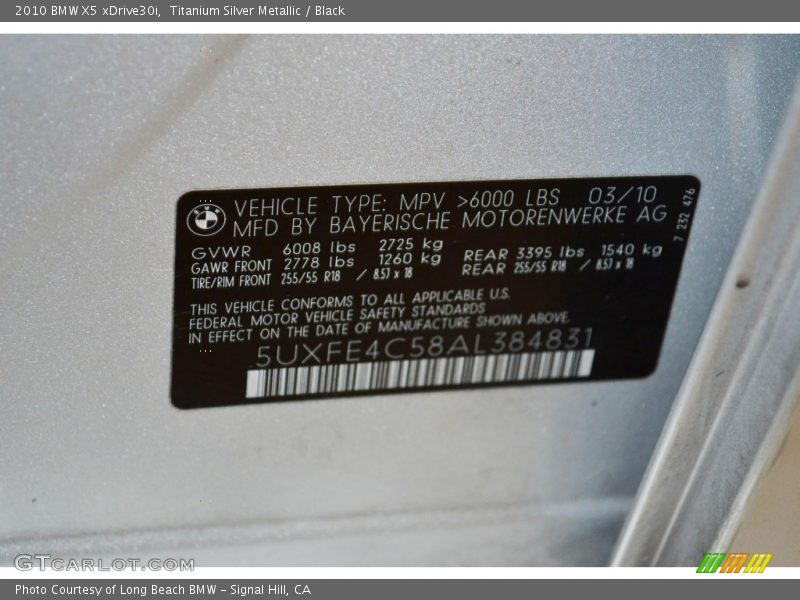 2010 BMW X5 xDrive30i, Titanium Silver Metallic / Black
VEHICLE TYPE: MPV >6000 LBS 03/10
MFD BY BAYERISCHE MOTORENWERKE AG
7 232 476
GVWR 6008 lbs 2725 kg
GAWR FRONT 2778 lbs 1260 kg REAR 3395 lbs 1540 kg
TIRE/RIM FRONT 255/55 R18 / 8.5J x 18 REAR 255/55 R18 / 8.5J x 18
THIS VEHICLE CONFORMS TO ALL APPLICABLE U.S.
FEDERAL MOTOR VEHICLE SAFETY STANDARDS
IN EFFECT ON THE DATE OF MANUFACTURE SHOWN ABOVE.
5UXFE4C58AL384831
GTCARLOT.COM
Photo Courtesy of Long Beach BMW - Signal Hill, CA